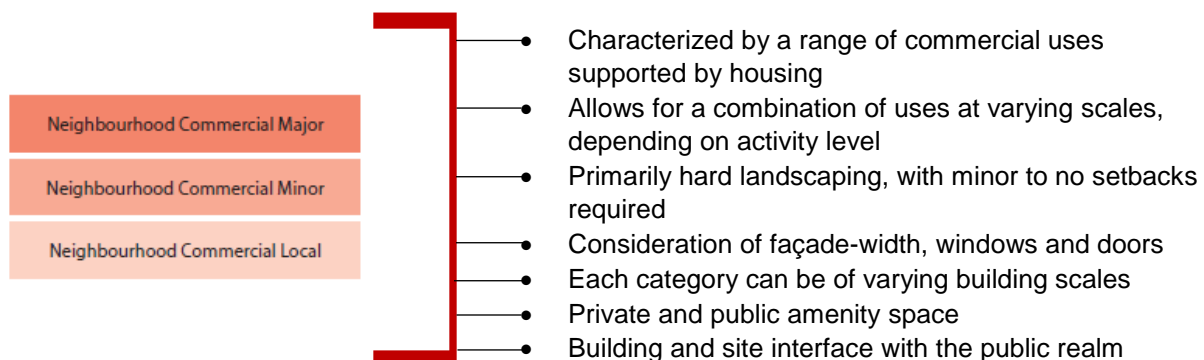 Neighbourhood Commercial Major
Neighbourhood Commercial Minor
Neighbourhood Commercial Local
• Characterized by a range of commercial uses
supported by housing
• Allows for a combination of uses at varying scales,
depending on activity level
• Primarily hard landscaping, with minor to no setbacks
required
• Consideration of façade-width, windows and doors
• Each category can be of varying building scales
• Private and public amenity space
• Building and site interface with the public realm